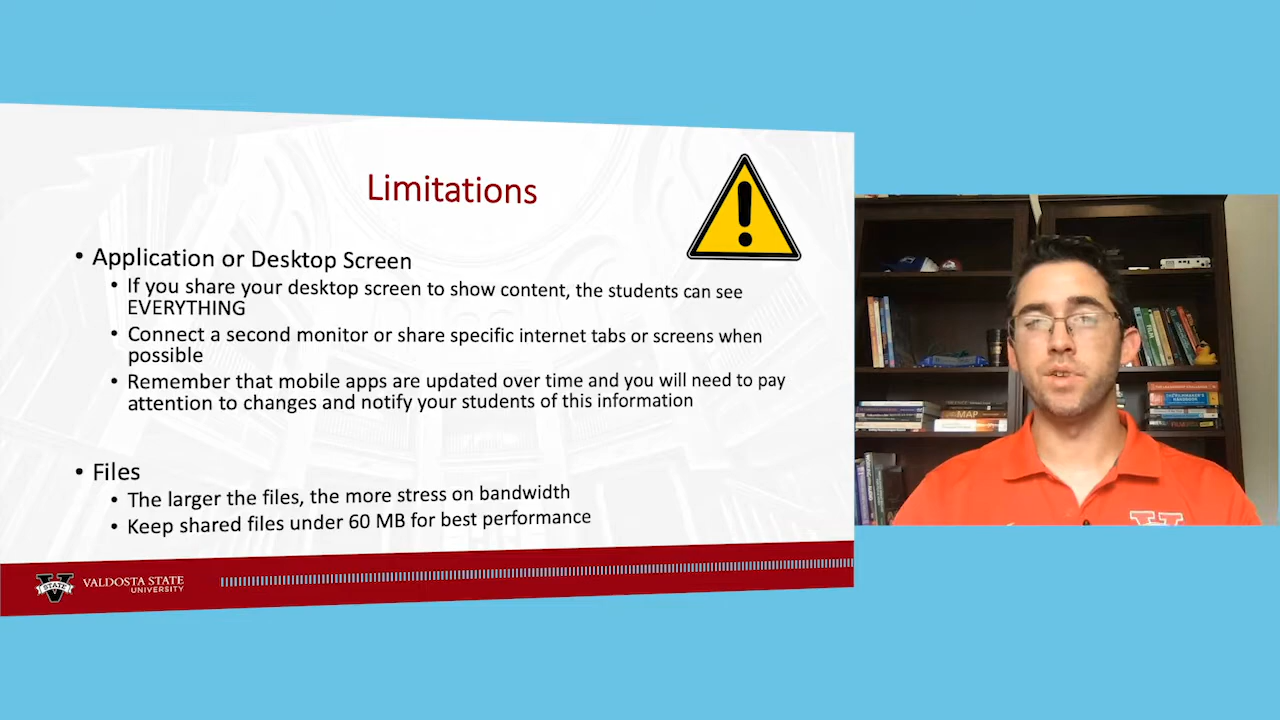 Limitations
• Application or Desktop Screen
• If you share your desktop screen to show content, the students can see
EVERYTHING
• Connect a second monitor or share specific internet tabs or screens when
possible
• Remember that mobile apps are updated over time and you will need to pay
attention to changes and notify your students of this information
• Files
• The larger the files, the more stress on bandwidth
• Keep shared files under 60 MB for best performance
STATE
VALDOSTA STATE
UNIVERSITY
MAP